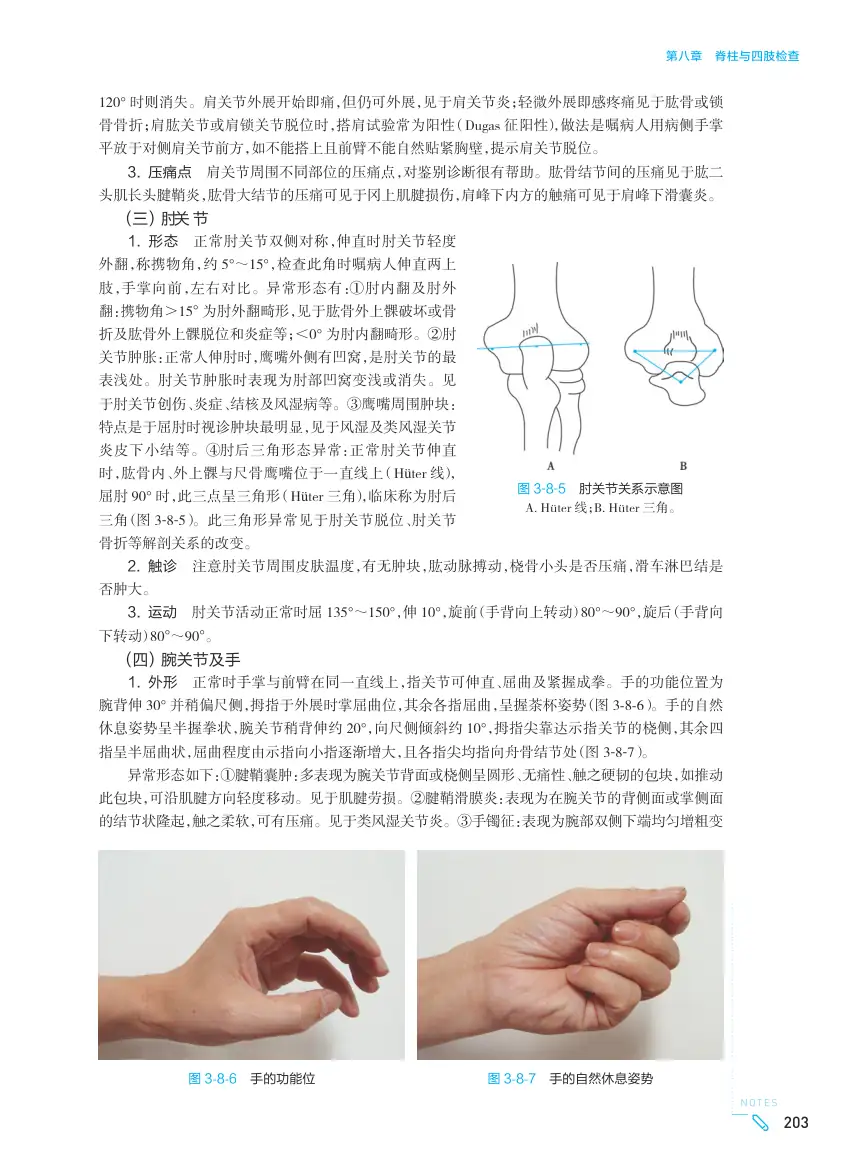 第八章 脊柱与四肢检查
120° 时则消失。肩关节外展开始即痛,但仍可外展,见于肩关节炎;轻微外展即感疼痛见于肱骨或锁
骨骨折;肩肱关节或肩锁关节脱位时,搭肩试验常为阳性(Dugas 征阳性),做法是嘱病人用病侧手掌
平放于对侧肩关节前方,如不能搭上且前臂不能自然贴紧胸壁,提示肩关节脱位。
3. 压痛点 肩关节周围不同部位的压痛点,对鉴别诊断很有帮助。肱骨结节间的压痛见于肱二
头肌长头腱鞘炎,肱骨大结节的压痛可见于冈上肌腱损伤,肩峰下内方的触痛可见于肩峰下滑囊炎。
(三)肘关节
1. 形态 正常肘关节双侧对称,伸直时肘关节轻度
外翻,称携物角,约 5°～15°,检查此角时嘱病人伸直两上
肢,手掌向前,左右对比。异常形态有:①肘内翻及肘外
翻:携物角＞15° 为肘外翻畸形,见于肱骨外上髁破坏或骨
折及肱骨外上髁脱位和炎症等;＜0° 为肘内翻畸形。②肘
关节肿胀:正常人伸肘时,鹰嘴外侧有凹窝,是肘关节的最
表浅处。肘关节肿胀时表现为肘部凹窝变浅或消失。见
于肘关节创伤、炎症、结核及风湿病等。③鹰嘴周围肿块:
特点是于屈肘时视诊肿块最明显,见于风湿及类风湿关节
炎皮下小结等。④肘后三角形态异常:正常肘关节伸直
时,肱骨内、外上髁与尺骨鹰嘴位于一直线上(Hüter 线),
屈肘 90° 时,此三点呈三角形(Hüter 三角),临床称为肘后
三角(图 3-8-5)。此三角形异常见于肘关节脱位、肘关节
骨折等解剖关系的改变。
A
B
图 3-8-5 肘关节关系示意图
A. Hüter 线;B. Hüter 三角。
2. 触诊 注意肘关节周围皮肤温度,有无肿块,肱动脉搏动,桡骨小头是否压痛,滑车淋巴结是
否肿大。
3. 运动 肘关节活动正常时屈 135°～150°,伸 10°,旋前(手背向上转动)80°～90°,旋后(手背向
下转动)80°～90°。
(四)腕关节及手
1. 外形 正常时手掌与前臂在同一直线上,指关节可伸直、屈曲及紧握成拳。手的功能位置为
腕背伸 30° 并稍偏尺侧,拇指于外展时掌屈曲位,其余各指屈曲,呈握茶杯姿势(图 3-8-6)。手的自然
休息姿势呈半握拳状,腕关节稍背伸约 20°,向尺侧倾斜约 10°,拇指尖靠达示指关节的桡侧,其余四
指呈半屈曲状,屈曲程度由示指向小指逐渐增大,且各指尖均指向舟骨结节处(图 3-8-7)。
异常形态如下:①腱鞘囊肿:多表现为腕关节背面或桡侧呈圆形、无痛性、触之硬韧的包块,如推动
此包块,可沿肌腱方向轻度移动。见于肌腱劳损。②腱鞘滑膜炎:表现为在腕关节的背侧面或掌侧面
的结节状隆起,触之柔软,可有压痛。见于类风湿关节炎。③手镯征:表现为腕部双侧下端均匀增粗变
图 3-8-6 手的功能位
图 3-8-7 手的自然休息姿势
NOTES
203